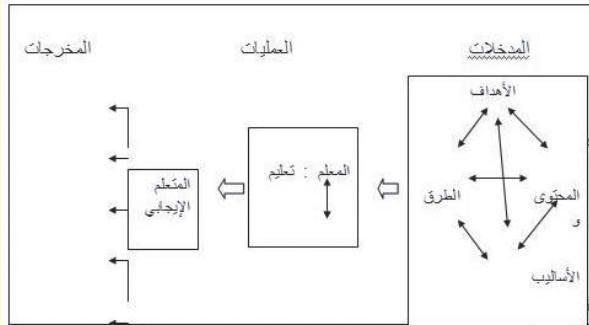 المدخلات
العمليات
المخرجات
الأهداف
المعلم : تعليم
المحتوى
و
الطرق
المتعلم
الإيجابي
الأساليب